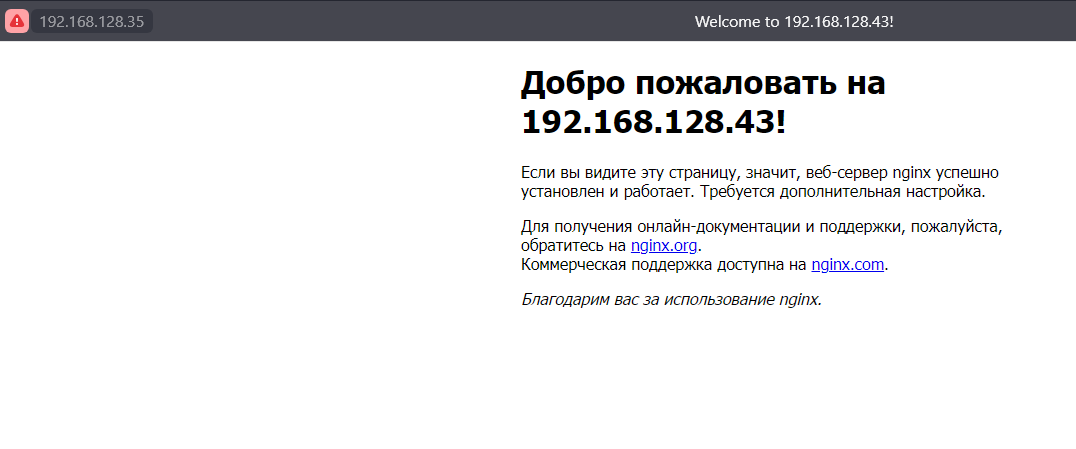 192.168.128.35
Welcome to 192.168.128.43!
Добро пожаловать на
192.168.128.43!
Если вы видите эту страницу, значит, веб-сервер nginx успешно
установлен и работает. Требуется дополнительная настройка.
Для получения онлайн-документации и поддержки, пожалуйста,
обратитесь на nginx.org.
Коммерческая поддержка доступна на nginx.com.
Благодарим вас за использование nginx.